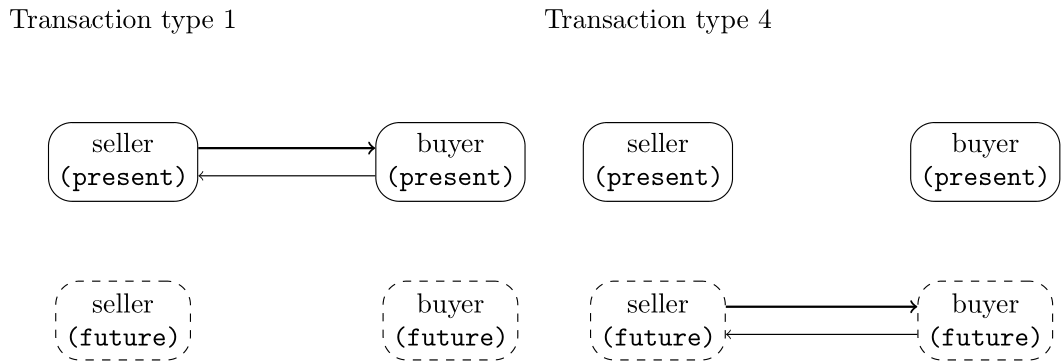 Transaction type 1
Transaction type 4
seller
(present)
buyer
(present)
seller
(present)
buyer
(present)
seller
(future)
buyer
(future)
seller
(future)
buyer
(future)